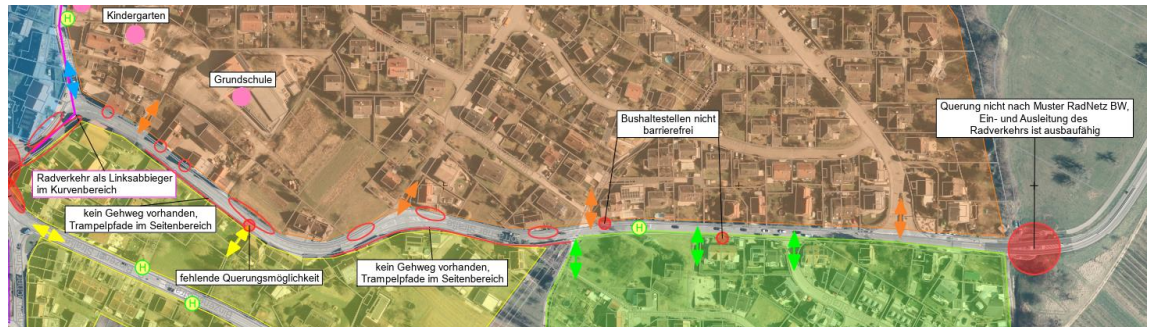 Kindergarten
H
Grundschule
Bushaltestellen nicht
barrierefrei
Querung nicht nach Muster RadNetz BW,
Ein- und Ausleitung des
Radverkehrs ist ausbaufähig
Radverkehr als Linksabbieger
im Kurvenbereich
kein Gehweg vorhanden,
Trampelpfade im Seitenbereich
H
fehlende Querungsmöglichkeit
kein Gehweg vorhanden,
Trampelpfade im Seitenbereich
H
H